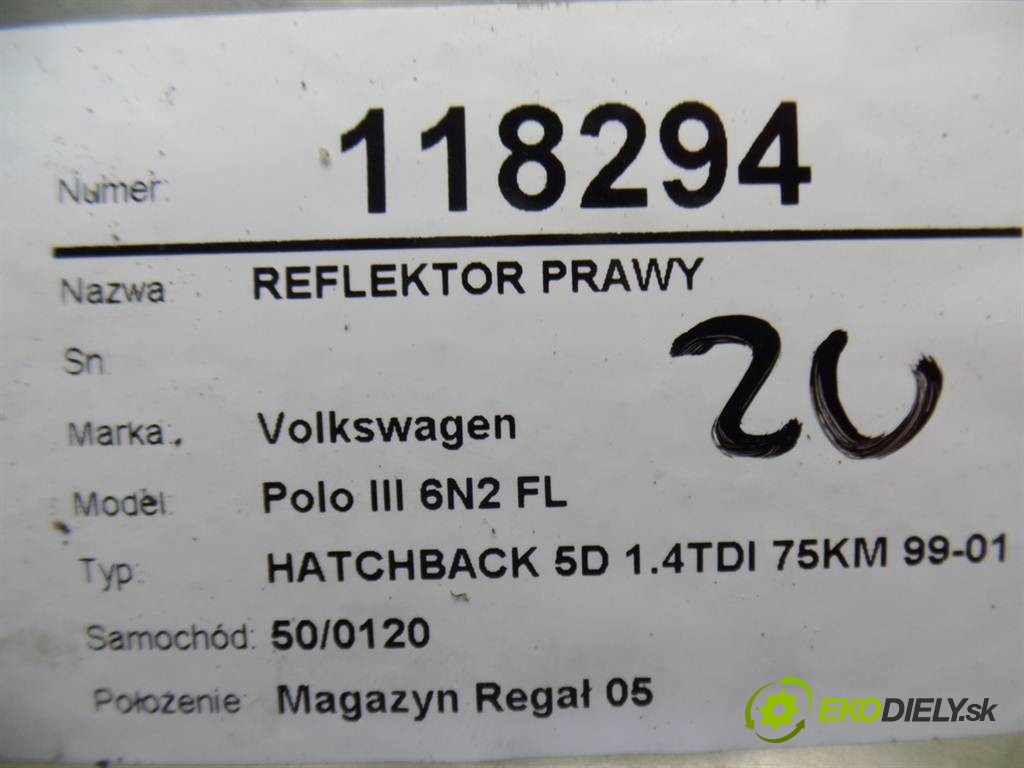 Numer: 118294
Nazwa: REFLEKTOR PRAWY
Sn
20
Marka: Volkswagen
Model: Polo III 6N2 FL
Typ: HATCHBACK 5D 1.4TDI 75KM 99-01
Samochód: 50/0120
Położenie: Magazyn Regał 05
EKODIELY.sk